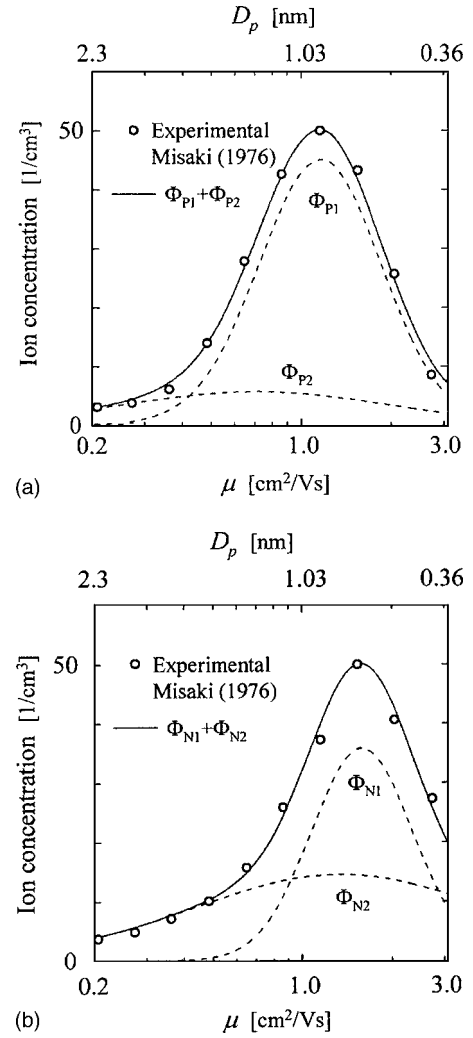 D_p [nm]
2.3 1.03 0.36
50
Experimental
Misaki (1976)
Φ_P1+Φ_P2
Φ_P1
Φ_P2
Ion concentration [1/cm³]
0
0.2 1.0 3.0
(a)
μ [cm²/Vs]
D_p [nm]
2.3 1.03 0.36
50
Experimental
Misaki (1976)
Φ_N1+Φ_N2
Φ_N1
Φ_N2
Ion concentration [1/cm³]
0
0.2 1.0 3.0
(b)
μ [cm²/Vs]